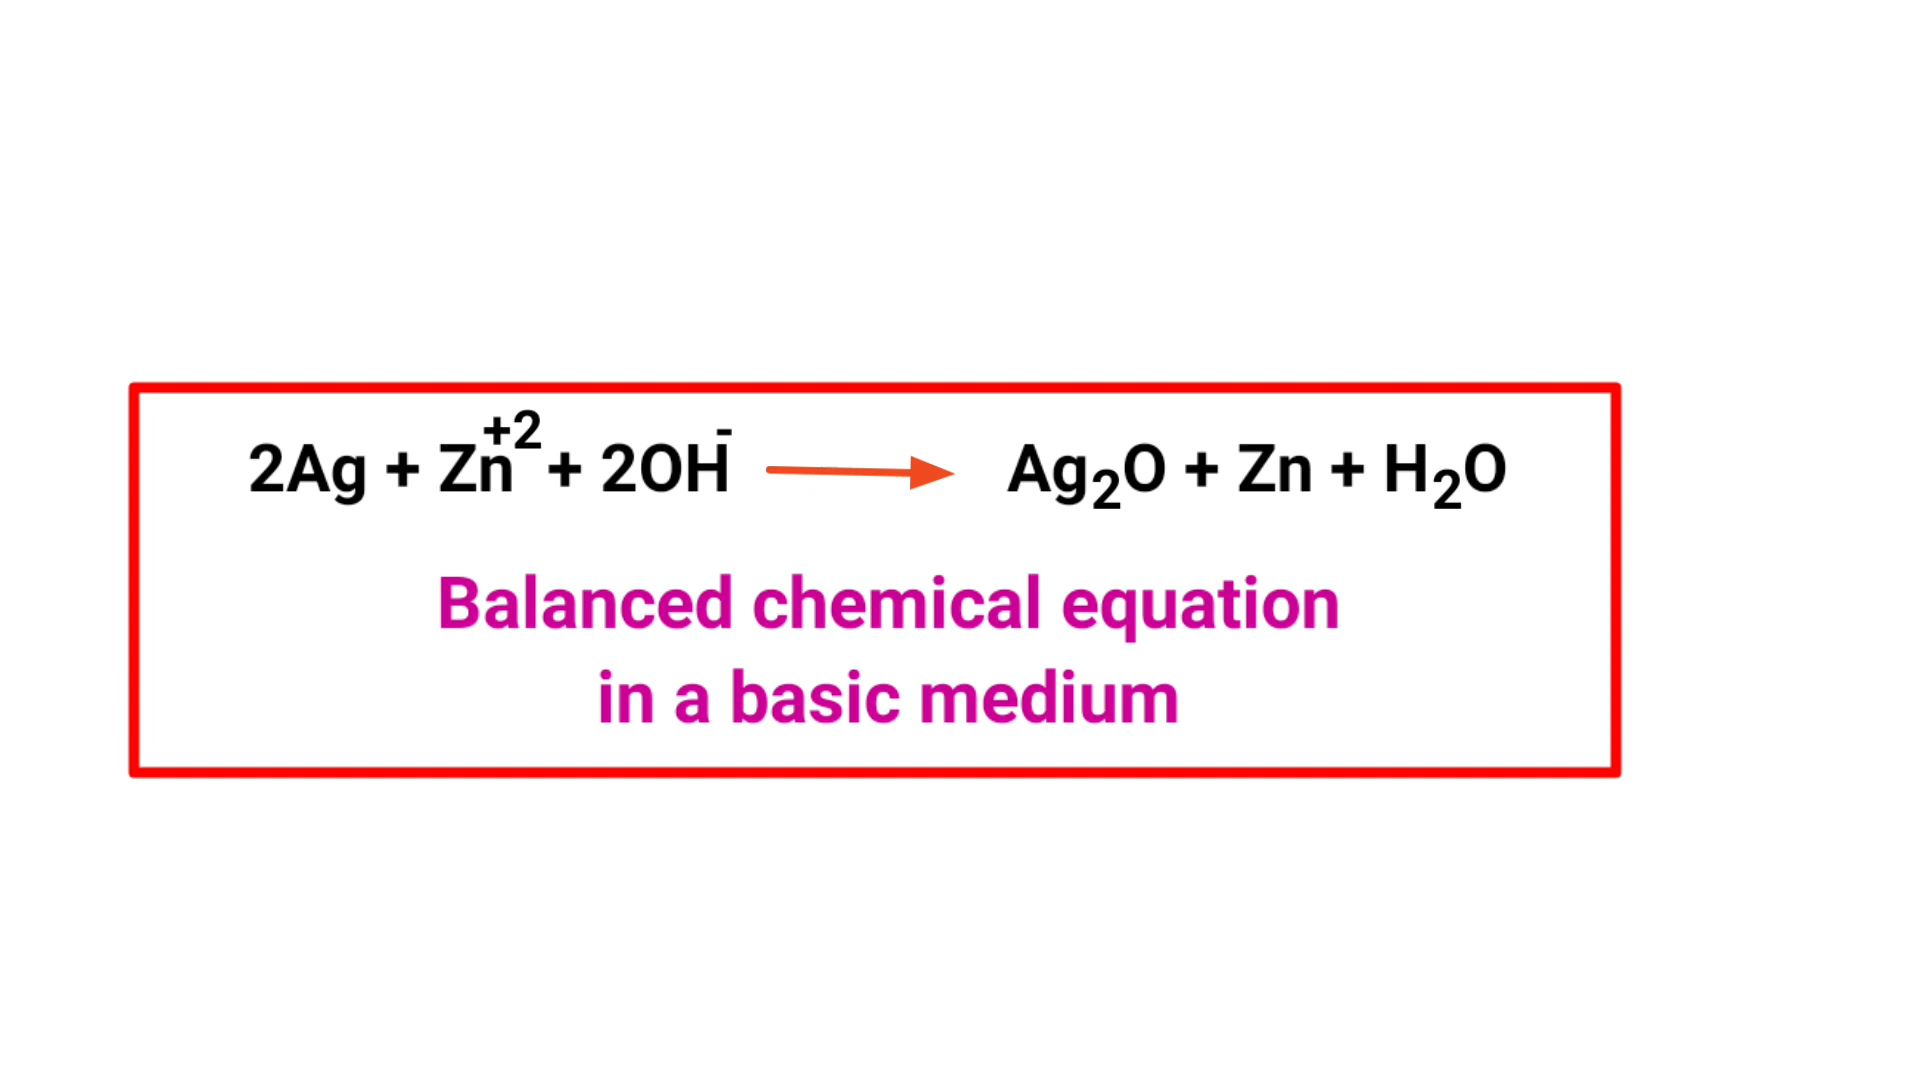 2Ag + Zn⁺² + 2OH⁻ → Ag₂O + Zn + H₂O
Balanced chemical equation
in a basic medium